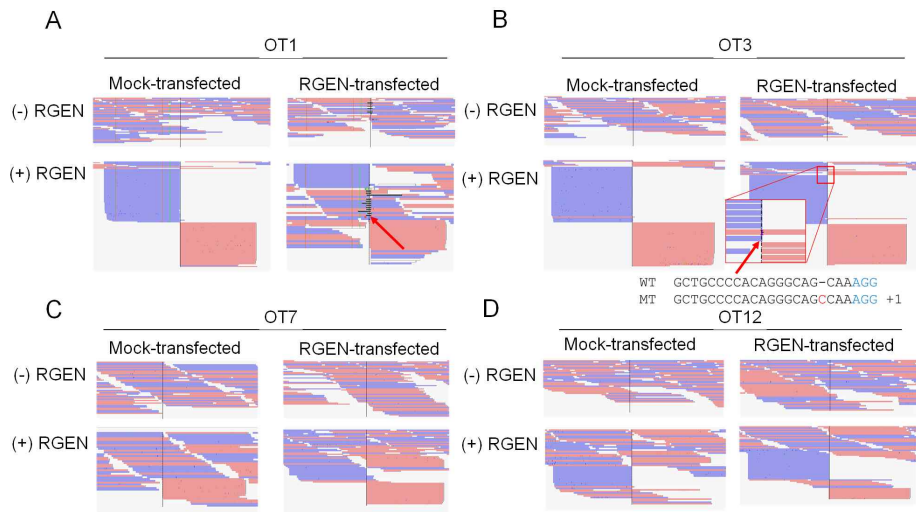 A
OT1
Mock-transfected
RGEN-transfected
(-) RGEN
(+) RGEN
B
OT3
Mock-transfected
RGEN-transfected
(-) RGEN
(+) RGEN
WT GCTGCCCCACAGGGCAG-CAAAGG
MT GCTGCCCCACAGGGCAGCCAAAGG +1
C
OT7
Mock-transfected
RGEN-transfected
(-) RGEN
(+) RGEN
D
OT12
Mock-transfected
RGEN-transfected
(-) RGEN
(+) RGEN